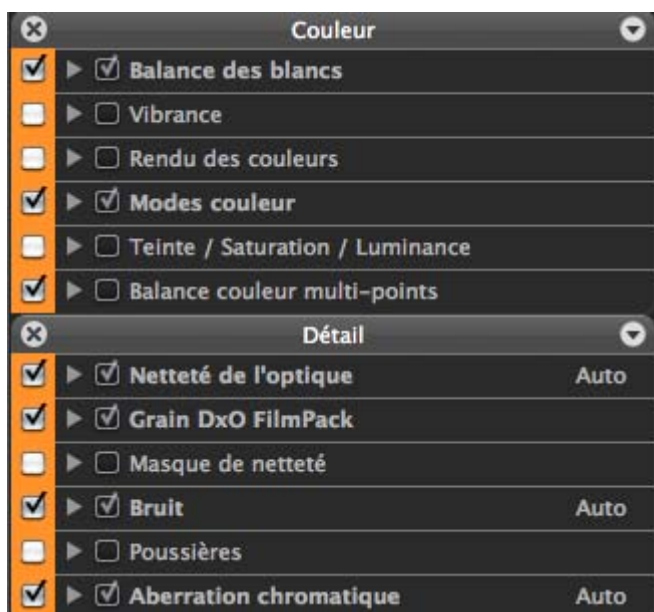 Couleur
Balance des blancs
Vibrance
Rendu des couleurs
Modes couleur
Teinte / Saturation / Luminance
Balance couleur multi-points
Détail
Netteté de l'optique Auto
Grain DxO FilmPack
Masque de netteté
Bruit Auto
Poussières
Aberration chromatique Auto